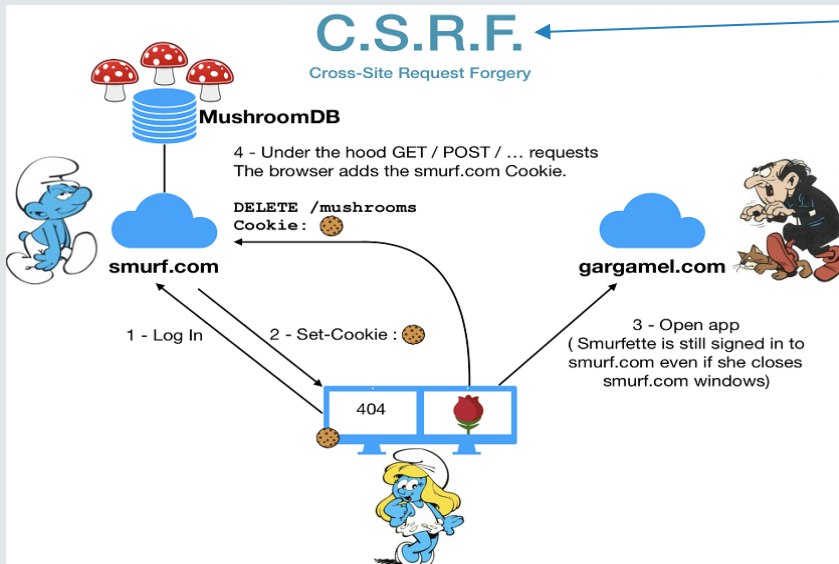 C.S.R.F.
Cross-Site Request Forgery
MushroomDB
4 - Under the hood GET / POST / ... requests
The browser adds the smurf.com Cookie.
DELETE /mushrooms
Cookie:
smurf.com
gargamel.com
1 - Log In
2 - Set-Cookie :
3 - Open app
( Smurfette is still signed in to
smurf.com even if she closes
smurf.com windows)
404